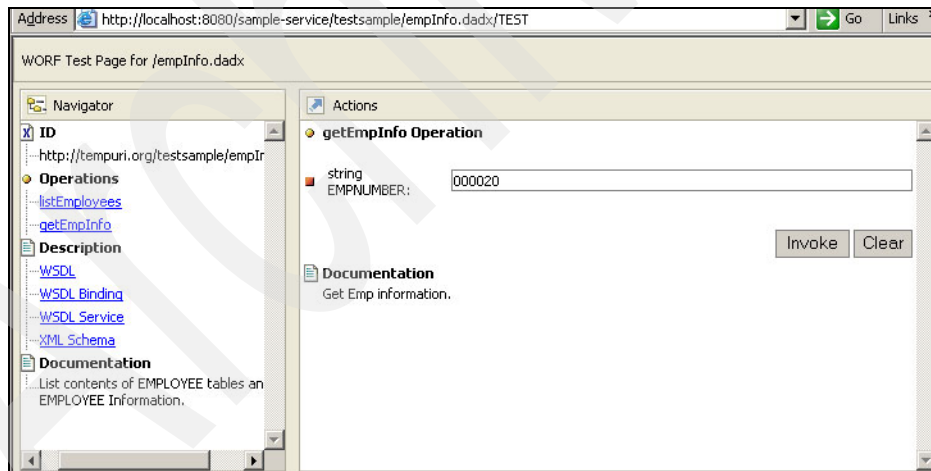 Address http://localhost:8080/sample-service/testsample/empInfo.dadx/TEST Go Links
WORF Test Page for /empInfo.dadx
Navigator
ID
http://tempuri.org/testsample/empIr
Operations
listEmployees
getEmpInfo
Description
WSDL
WSDL Binding
WSDL Service
XML Schema
Documentation
List contents of EMPLOYEE tables an
EMPLOYEE Information.
Actions
getEmpInfo Operation
string
EMPNUMBER: 000020
Invoke Clear
Documentation
Get Emp information.